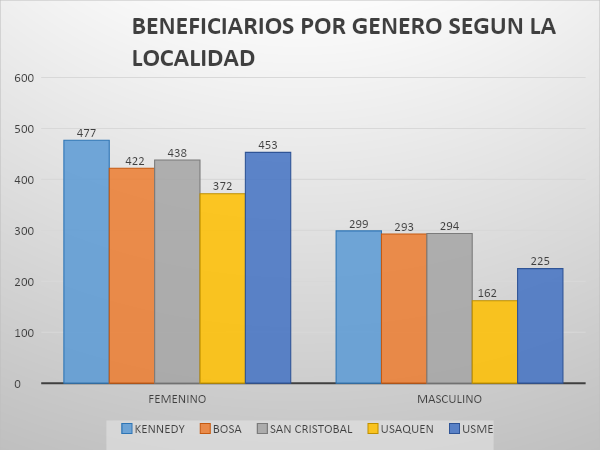 BENEFICIARIOS POR GENERO SEGUN LA
LOCALIDAD
600
500
400
300
200
100
0
477
422
438
372
453
299
293
294
162
225
FEMENINO
MASCULINO
KENNEDY
BOSA
SAN CRISTOBAL
USAQUEN
USME